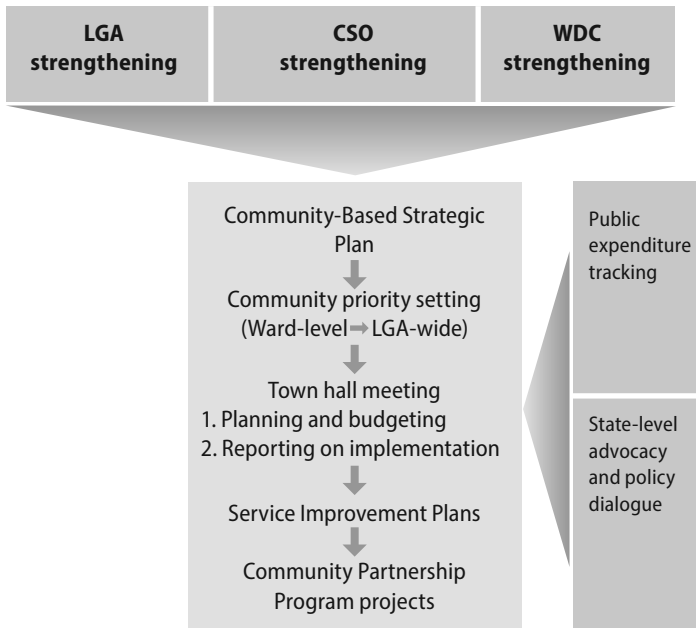 LGA
strengthening
CSO
strengthening
WDC
strengthening
Community-Based Strategic
Plan
Community priority setting
(Ward-level → LGA-wide)
Town hall meeting
1. Planning and budgeting
2. Reporting on implementation
Service Improvement Plans
Community Partnership
Program projects
Public
expenditure
tracking
State-level
advocacy
and policy
dialogue